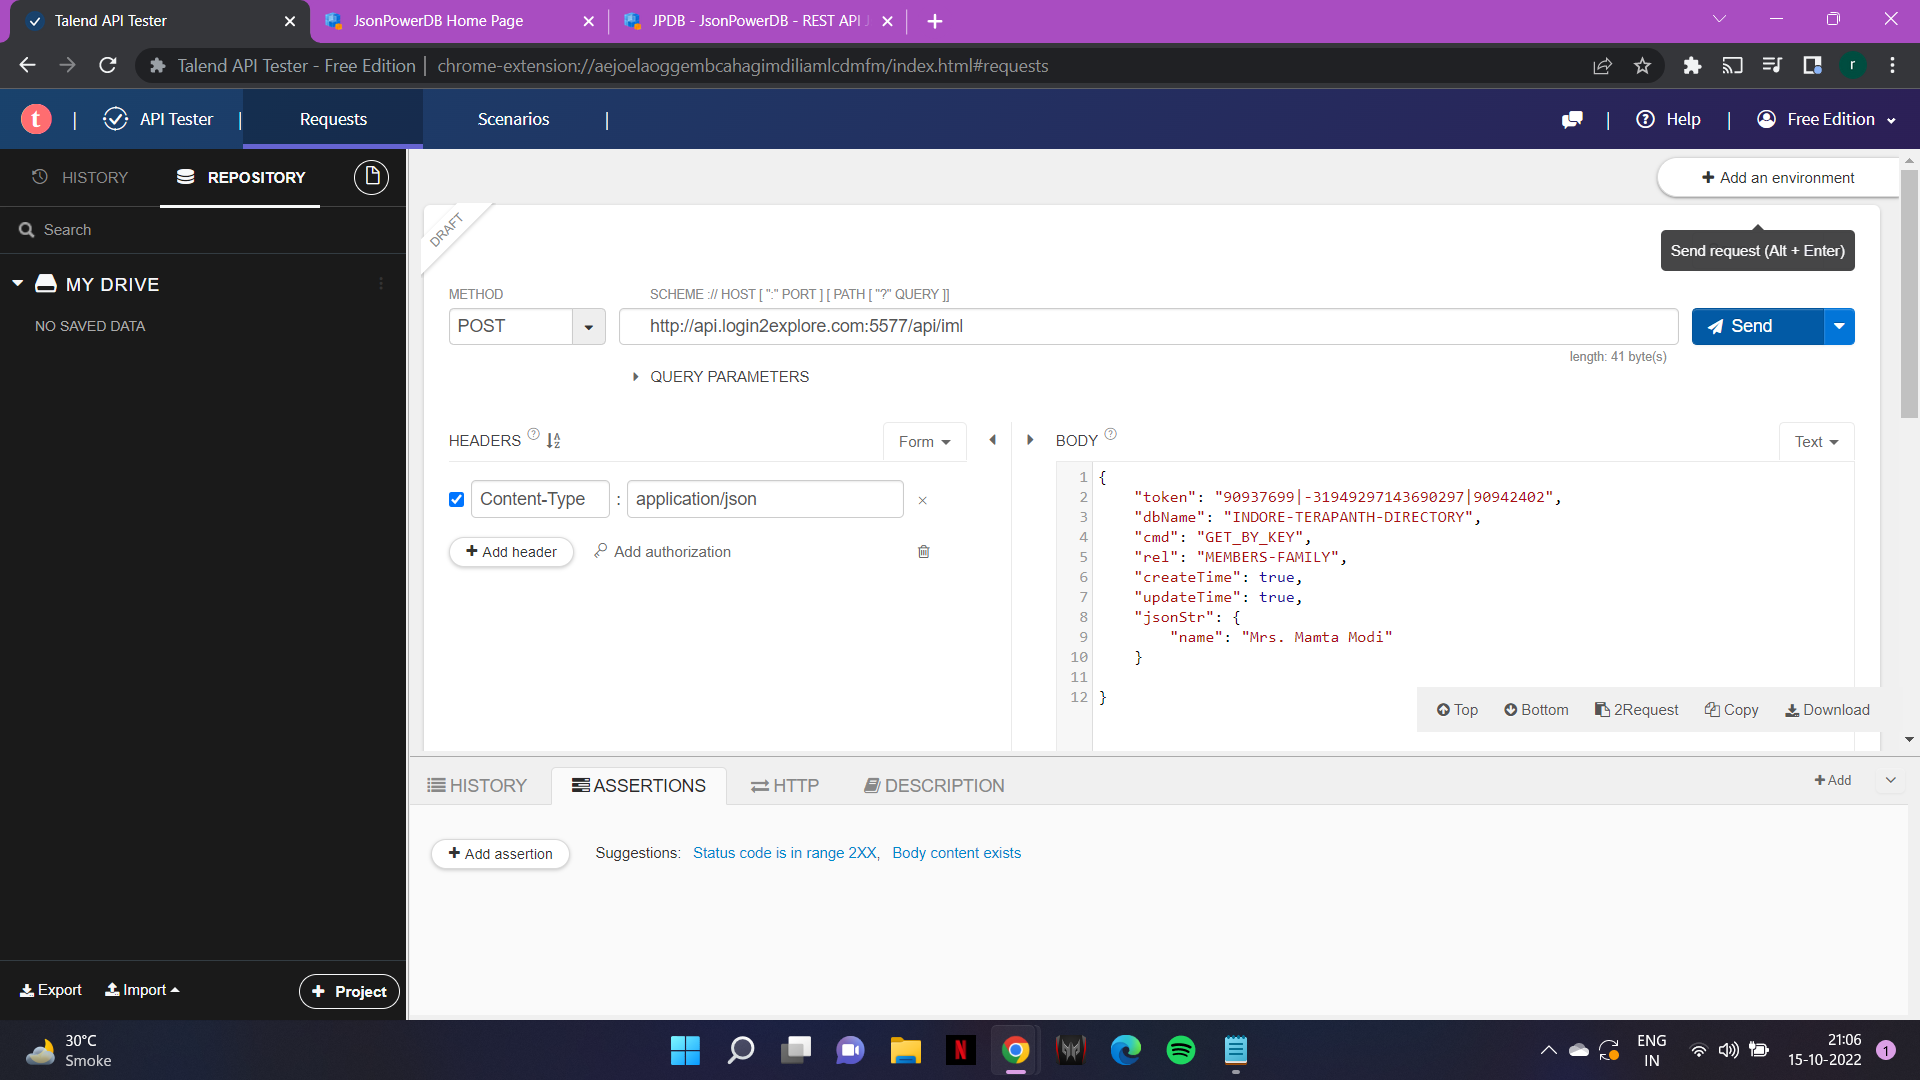 Talend API Tester
JsonPowerDB Home Page
JPDB - JsonPowerDB - REST API
Talend API Tester - Free Edition | chrome-extension://aejoelaoggembcahagimdiliamlcdmfm/index.html#requests
r
t | API Tester | Requests Scenarios |
| Help | Free Edition
HISTORY REPOSITORY
Search
MY DRIVE
NO SAVED DATA
Add an environment
DRAFT
Send request (Alt + Enter)
METHOD SCHEME :// HOST [ ":" PORT ] [ PATH [ "?" QUERY ]]
POST http://api.login2explore.com:5577/api/iml Send
length: 41 byte(s)
QUERY PARAMETERS
HEADERS ? Form
BODY ? Text
Content-Type : application/json
Add header Add authorization
1 {
2 "token": "90937699|-31949297143690297|90942402",
3 "dbName": "INDORE-TERAPANTH-DIRECTORY",
4 "cmd": "GET_BY_KEY",
5 "rel": "MEMBERS-FAMILY",
6 "createTime": true,
7 "updateTime": true,
8 "jsonStr": {
9 "name": "Mrs. Mamta Modi"
10 }
11
12 }
Top Bottom 2Request Copy Download
HISTORY ASSERTIONS HTTP DESCRIPTION
+ Add
+ Add assertion Suggestions: Status code is in range 2XX, Body content exists
Export Import + Project
30°C
Smoke
N
ENG
IN
21:06
15-10-2022
1